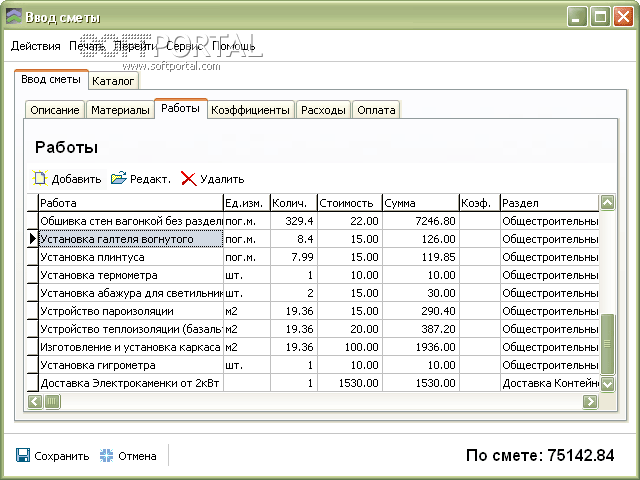 Ввод сметы
Действия Печать Перейти Сервис Помощь
SOFTPORTAL
www.softportal.com
Ввод сметы Каталог
Описание Материалы Работы Коэффициенты Расходы Оплата
Работы
Добавить Редакт. Удалить
Работа Ед.изм. Колич. Стоимость Сумма Коэф. Раздел
Обшивка стен вагонкой без раздел пог.м. 329.4 22.00 7246.80 Общестроительны
Установка галтеля вогнутого пог.м. 8.4 15.00 126.00 Общестроительны
Установка плинтуса пог.м. 7.99 15.00 119.85 Общестроительны
Установка термометра шт. 1 10.00 10.00 Общестроительны
Установка абажура для светильник шт. 2 15.00 30.00 Общестроительны
Устройство пароизоляции м2 19.36 15.00 290.40 Общестроительны
Устройство теплоизоляции (базаль м2 19.36 20.00 387.20 Общестроительны
Изготовление и установка каркаса м2 19.36 100.00 1936.00 Общестроительны
Установка гигрометра шт. 1 10.00 10.00 Общестроительны
Доставка Электрокаменки от 2кВт 1 1530.00 1530.00 Доставка Контейн
Сохранить Отмена По смете: 75142.84